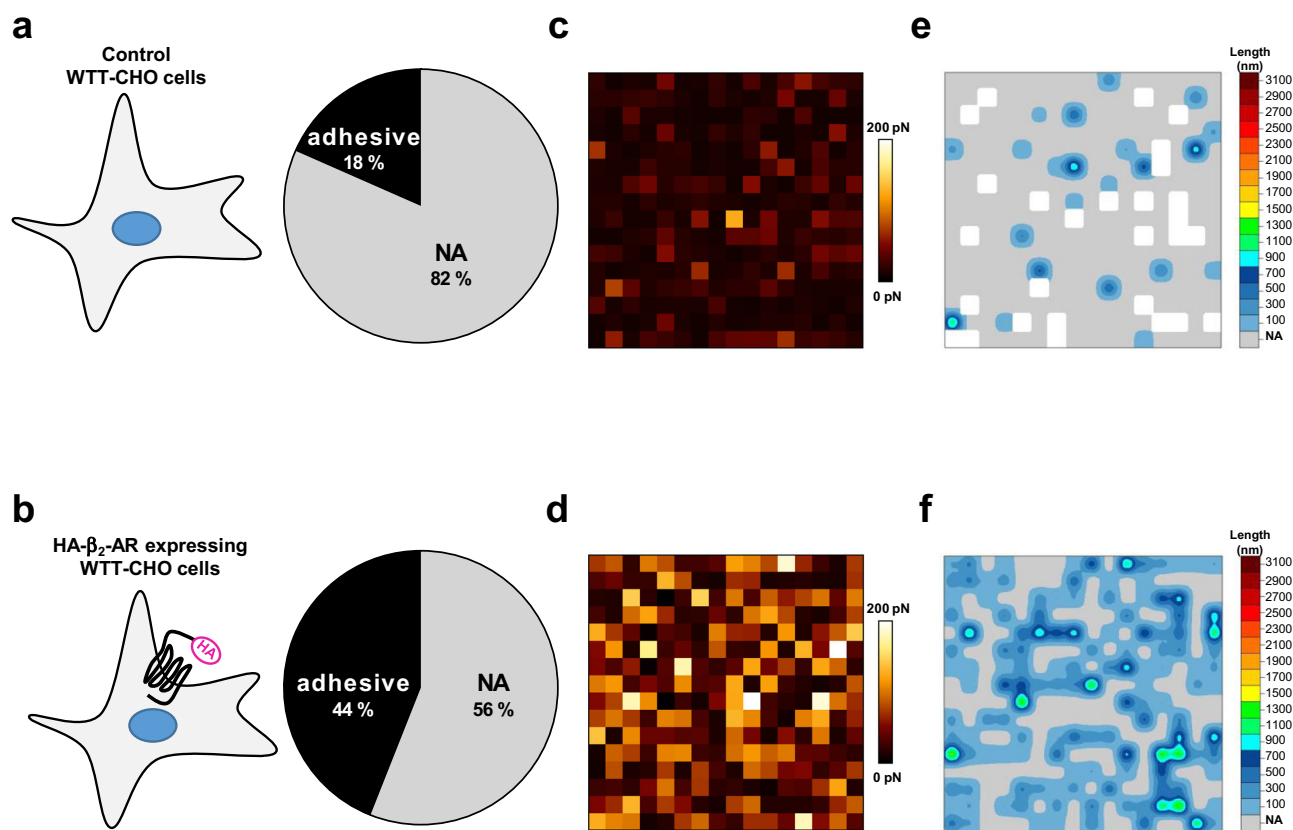 a
Control
WTT-CHO cells
adhesive
18 %
NA
82 %
c
200 pN
0 pN
e
Length
(nm)
3100
2900
2700
2500
2300
2100
1900
1700
1500
1300
1100
900
700
500
300
100
NA
b
HA-β₂-AR expressing
WTT-CHO cells
HA
adhesive
44 %
NA
56 %
d
200 pN
0 pN
f
Length
(nm)
3100
2900
2700
2500
2300
2100
1900
1700
1500
1300
1100
900
700
500
300
100
NA